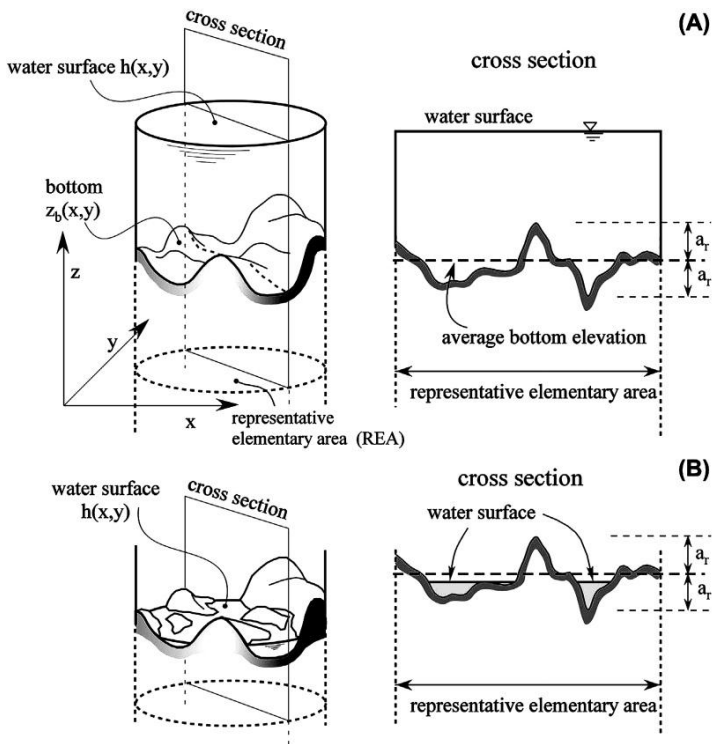 (A)
cross section
water surface h(x,y)
bottom
z_b(x,y)
z
y
x
representative
elementary area (REA)
cross section
water surface
a_r
a_r
average bottom elevation
representative elementary area
(B)
cross section
water surface
h(x,y)
cross section
water surface
a_r
a_r
representative elementary area